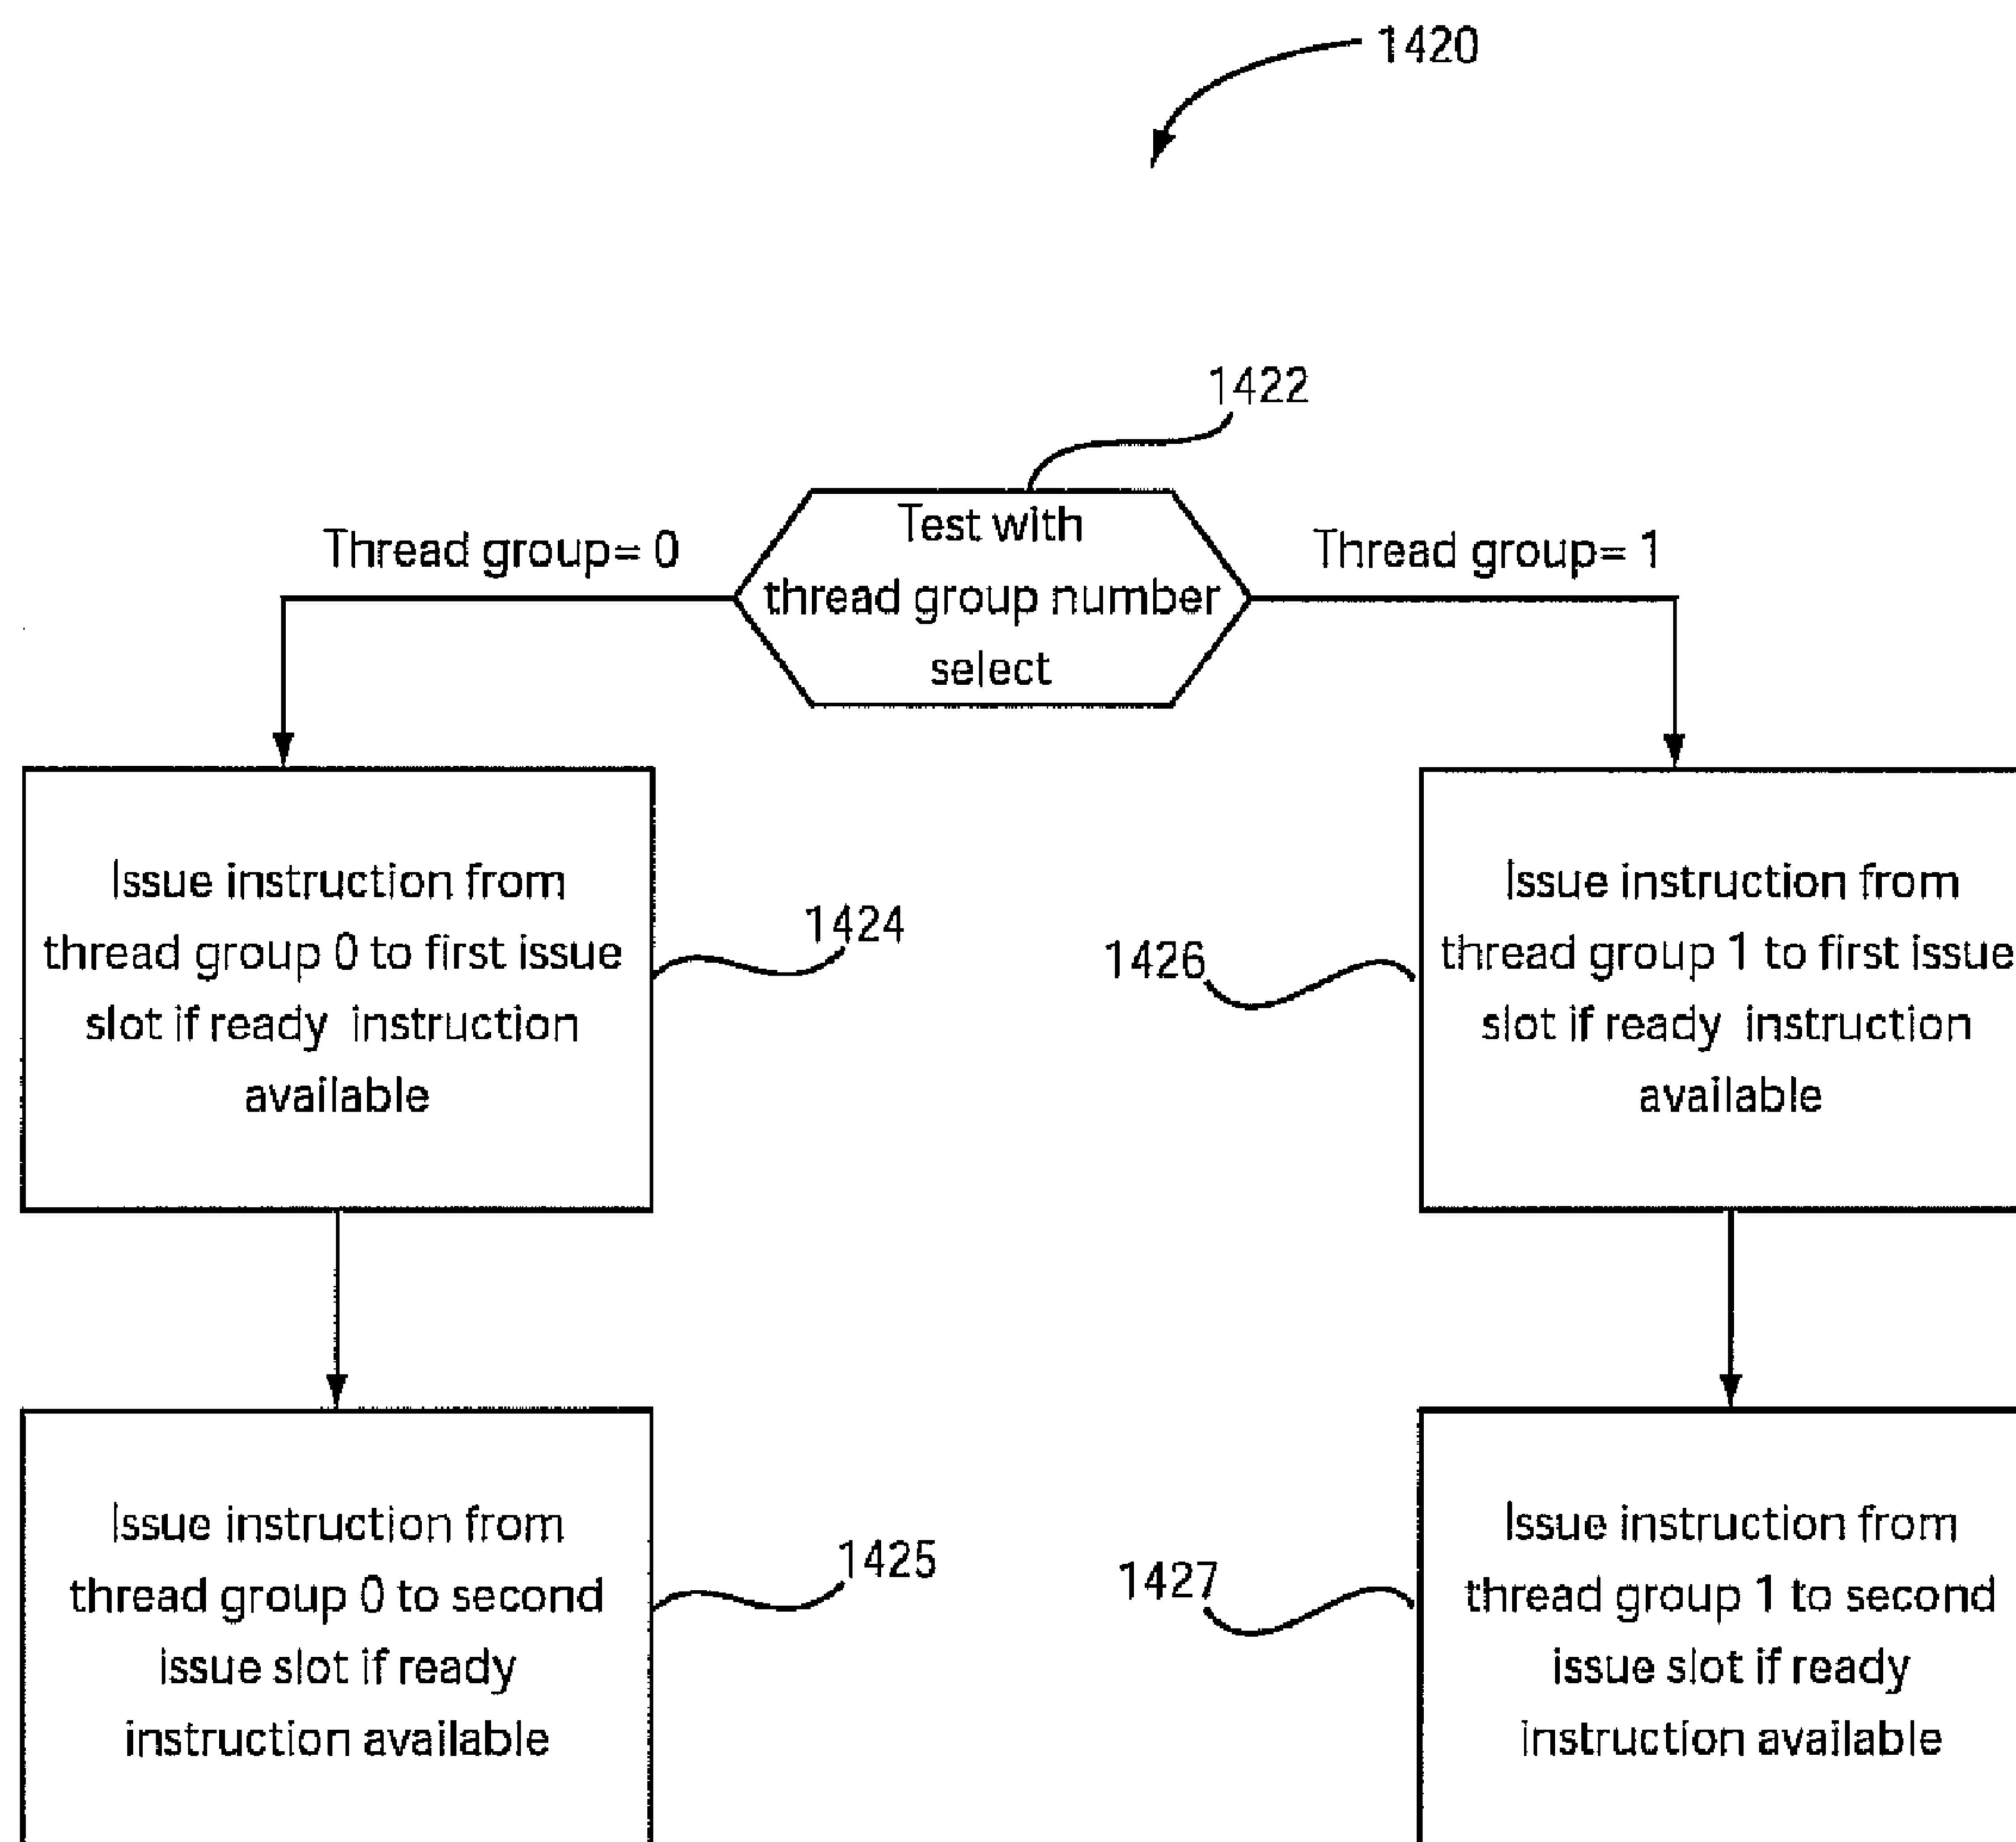 1420
1422
Thread group= 0
Test with
thread group number
select
Thread group= 1
Issue instruction from
thread group 0 to first issue
slot if ready instruction
available
1424
1426
Issue instruction from
thread group 1 to first issue
slot if ready instruction
available
Issue instruction from
thread group 0 to second
issue slot if ready
instruction available
1425
1427
Issue instruction from
thread group 1 to second
issue slot if ready
instruction available